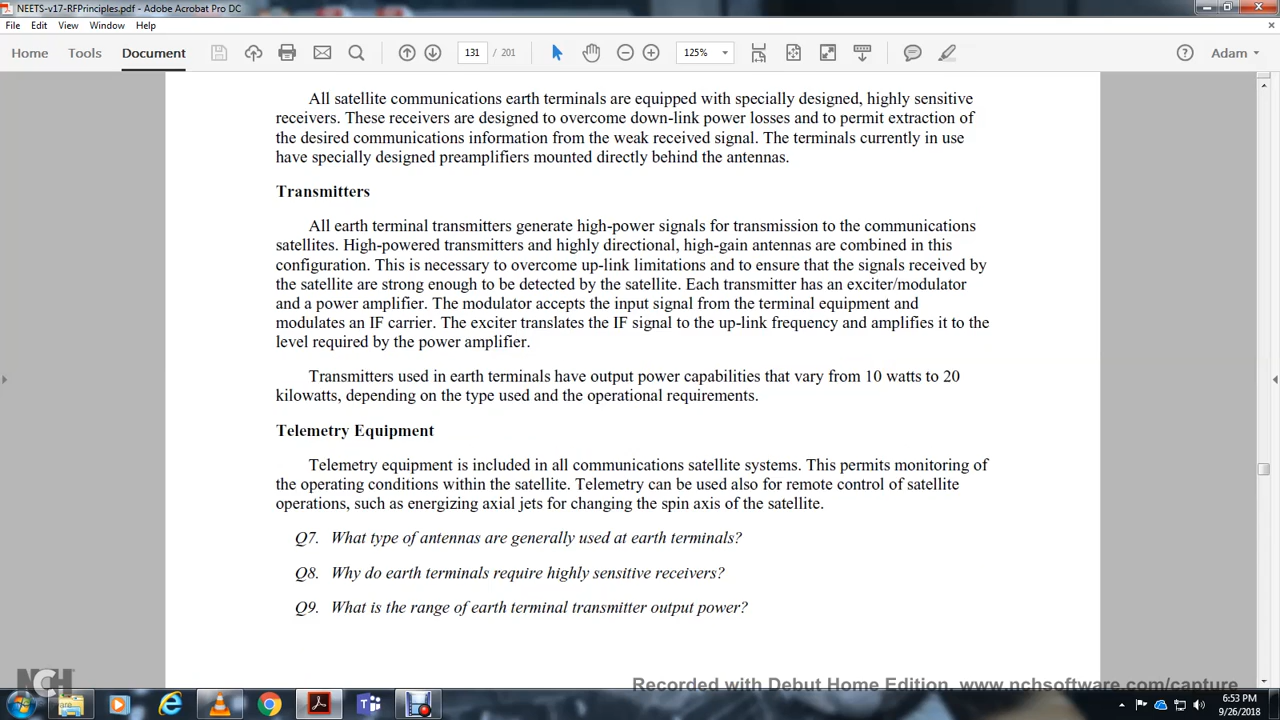 NEETS-v17-RFPrinciples.pdf - Adobe Acrobat Pro DC
File Edit View Window Help
Home Tools Document 131 / 201 125% Adam
All satellite communications earth terminals are equipped with specially designed, highly sensitive
receivers. These receivers are designed to overcome down-link power losses and to permit extraction of
the desired communications information from the weak received signal. The terminals currently in use
have specially designed preamplifiers mounted directly behind the antennas.
Transmitters
All earth terminal transmitters generate high-power signals for transmission to the communications
satellites. High-powered transmitters and highly directional, high-gain antennas are combined in this
configuration. This is necessary to overcome up-link limitations and to ensure that the signals received by
the satellite are strong enough to be detected by the satellite. Each transmitter has an exciter/modulator
and a power amplifier. The modulator accepts the input signal from the terminal equipment and
modulates an IF carrier. The exciter translates the IF signal to the up-link frequency and amplifies it to the
level required by the power amplifier.
Transmitters used in earth terminals have output power capabilities that vary from 10 watts to 20
kilowatts, depending on the type used and the operational requirements.
Telemetry Equipment
Telemetry equipment is included in all communications satellite systems. This permits monitoring of
the operating conditions within the satellite. Telemetry can be used also for remote control of satellite
operations, such as energizing axial jets for changing the spin axis of the satellite.
Q7. What type of antennas are generally used at earth terminals?
Q8. Why do earth terminals require highly sensitive receivers?
Q9. What is the range of earth terminal transmitter output power?
NCH
Recorded with Debut Home Edition. www.nchsoftware.com/capture
6:53 PM
9/26/2018